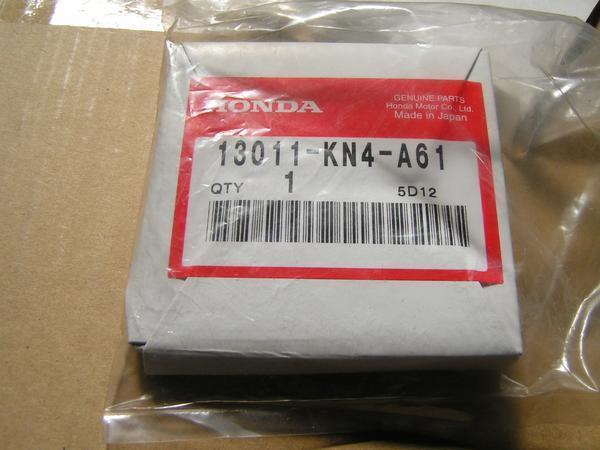 HONDA
GENUINE PARTS
Honda Motor Co., Ltd.
Made in Japan
13011-KN4-A61
QTY 1 5D12